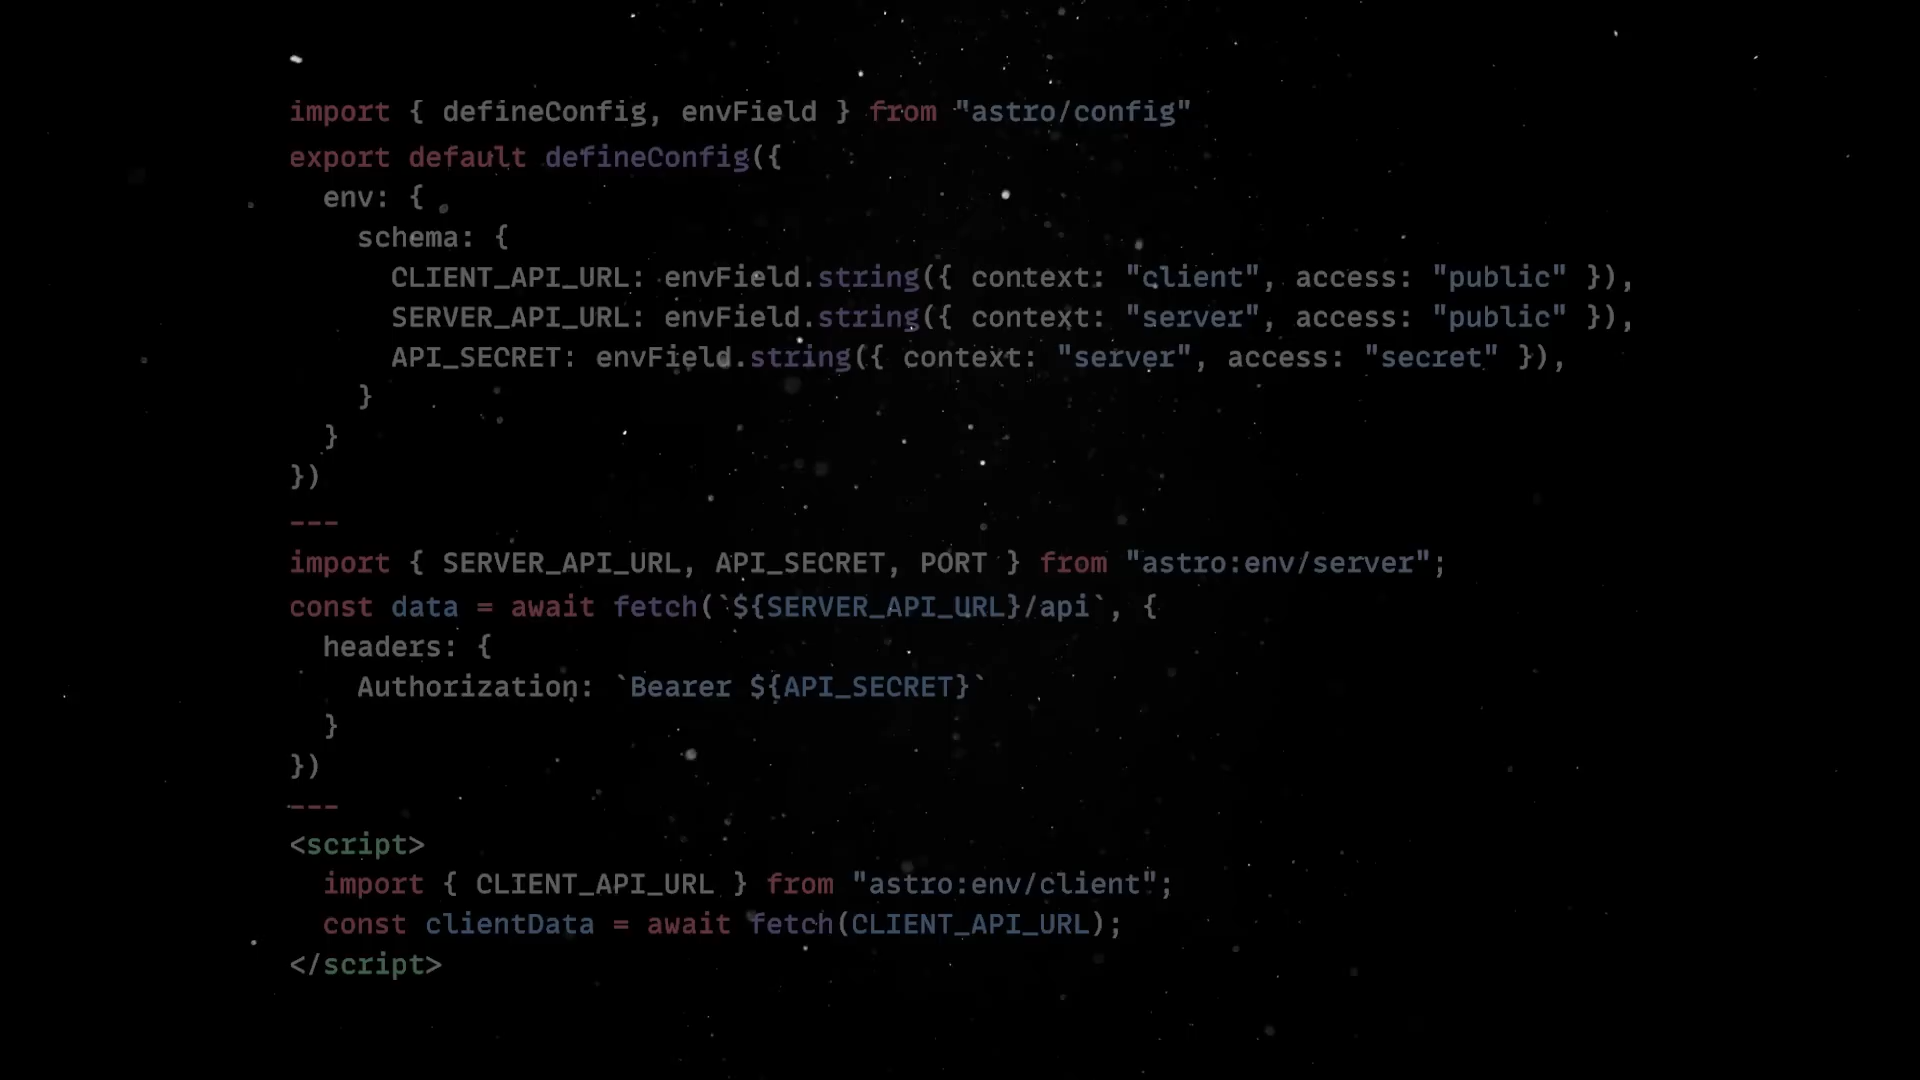 import { defineConfig, envField } from "astro/config"
export default defineConfig({
  env: {
    schema: {
      CLIENT_API_URL: envField.string({ context: "client", access: "public" }),
      SERVER_API_URL: envField.string({ context: "server", access: "public" }),
      API_SECRET: envField.string({ context: "server", access: "secret" }),
    }
  }
})
---
import { SERVER_API_URL, API_SECRET, PORT } from "astro:env/server";
const data = await fetch(`${SERVER_API_URL}/api`, {
  headers: {
    Authorization: `Bearer ${API_SECRET}`
  }
})
---
<script>
  import { CLIENT_API_URL } from "astro:env/client";
  const clientData = await fetch(CLIENT_API_URL);
</script>